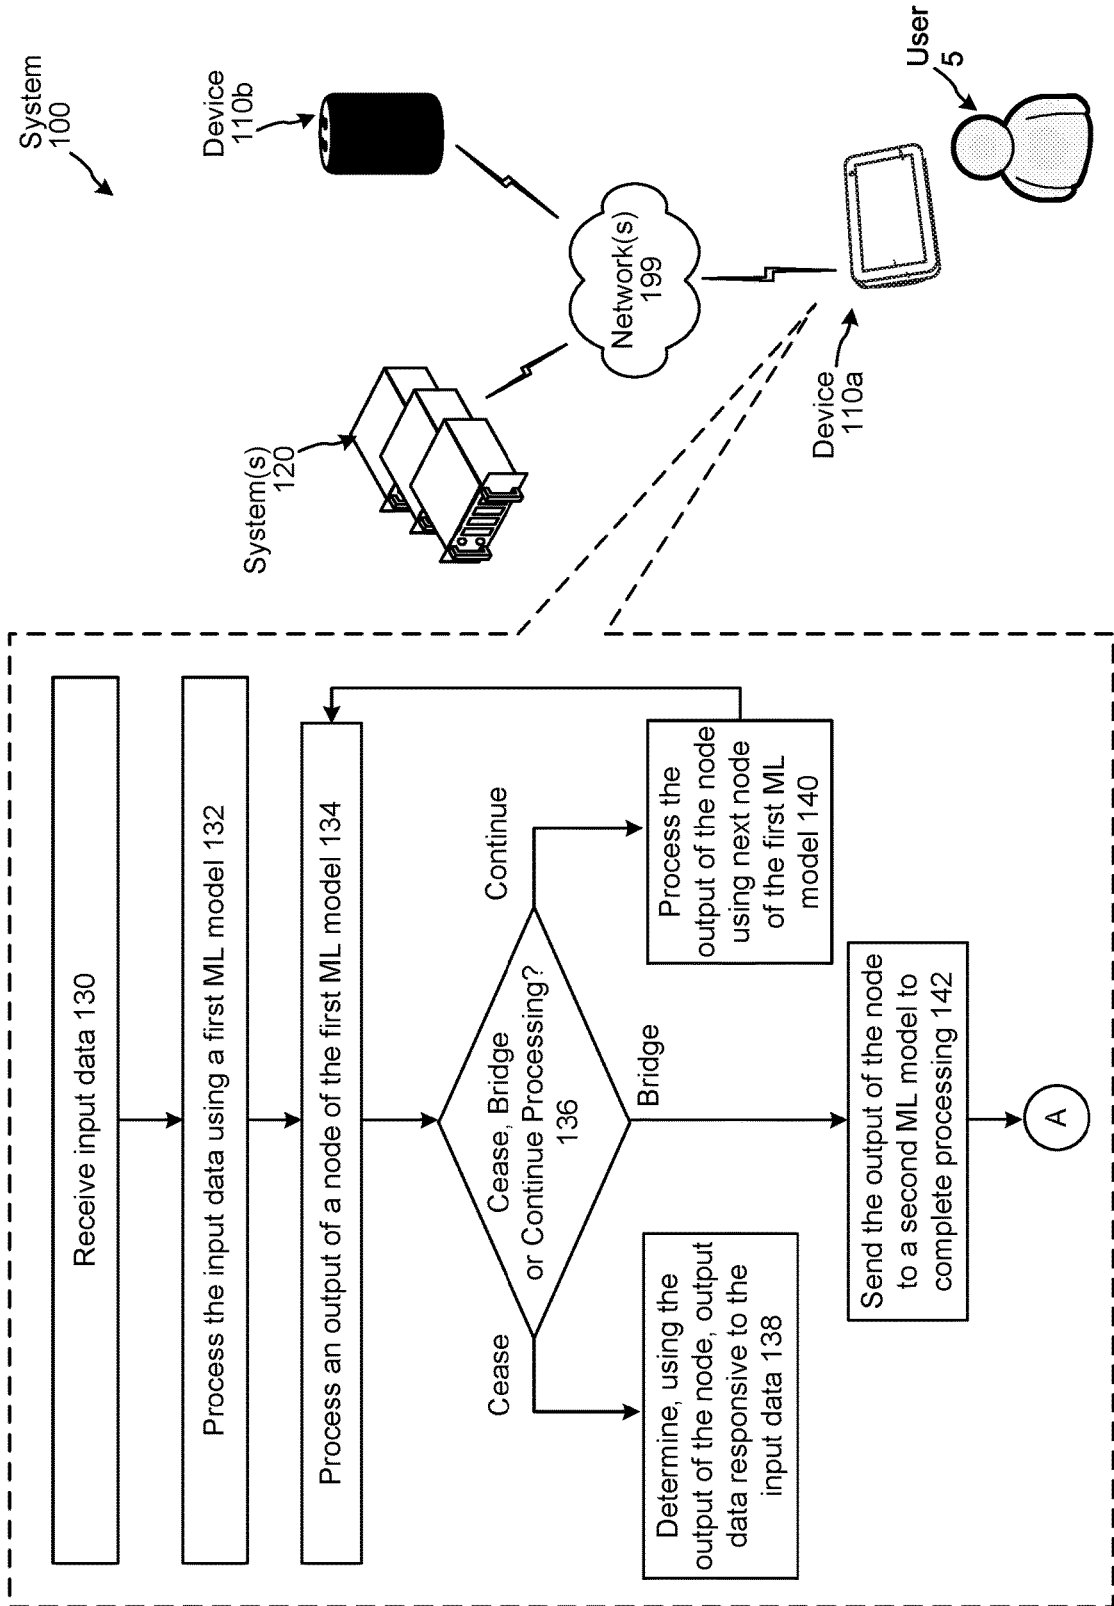 System
100
Device
110b
System(s)
120
Network(s)
199
Device
110a
User
5
Receive input data 130
Process the input data using a first ML model 132
Process an output of a node of the first ML model 134
Cease, Bridge
or Continue Processing?
136
Cease
Continue
Bridge
Determine, using the
output of the node, output
data responsive to the
input data 138
Process the
output of the node
using next node
of the first ML
model 140
Send the output of the node
to a second ML model to
complete processing 142
A